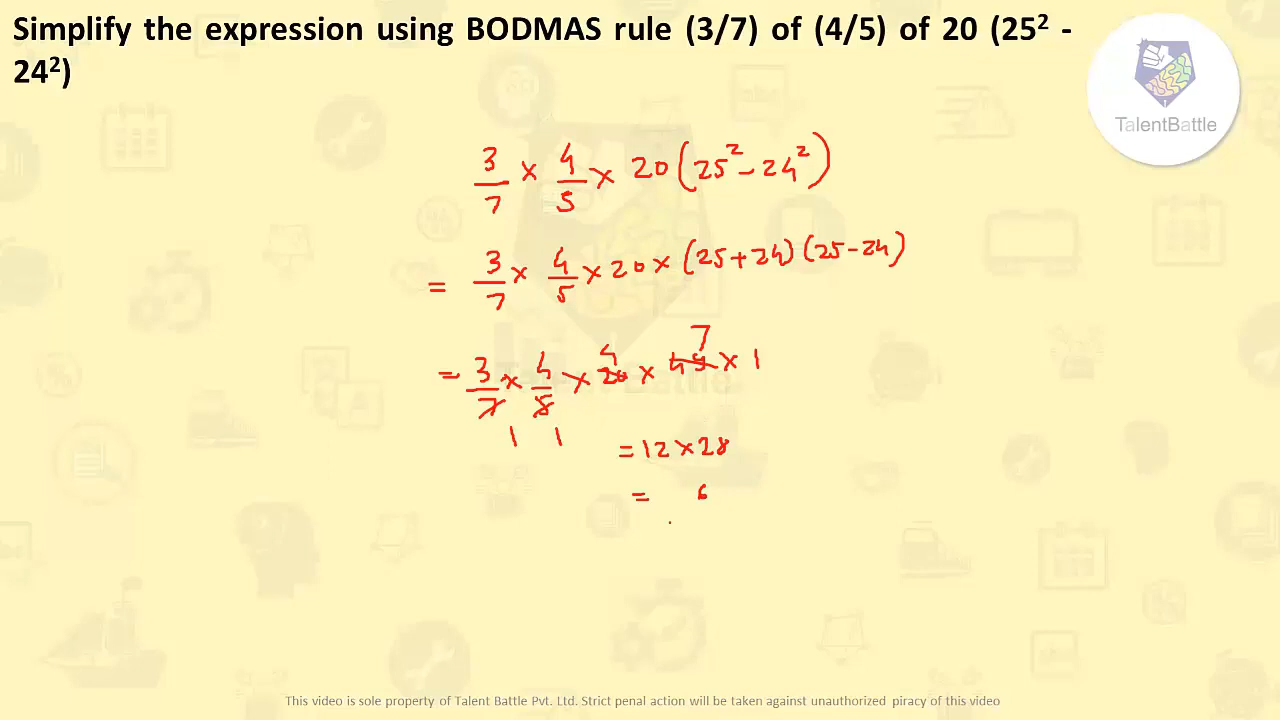 Simplify the expression using BODMAS rule (3/7) of (4/5) of 20 (25² -
24²)
TalentBattle
3/7 × 4/5 × 20(25² - 24²)
= 3/7 × 4/5 × 20 × (25+24)(25-24)
= 3/7 × 4/5 × 20 × 49 × 1
4 7
1 1
= 12 × 28
= 6
Talent Battle
This video is sole property of Talent Battle Pvt. Ltd. Strict penal action will be taken against unauthorized piracy of this video